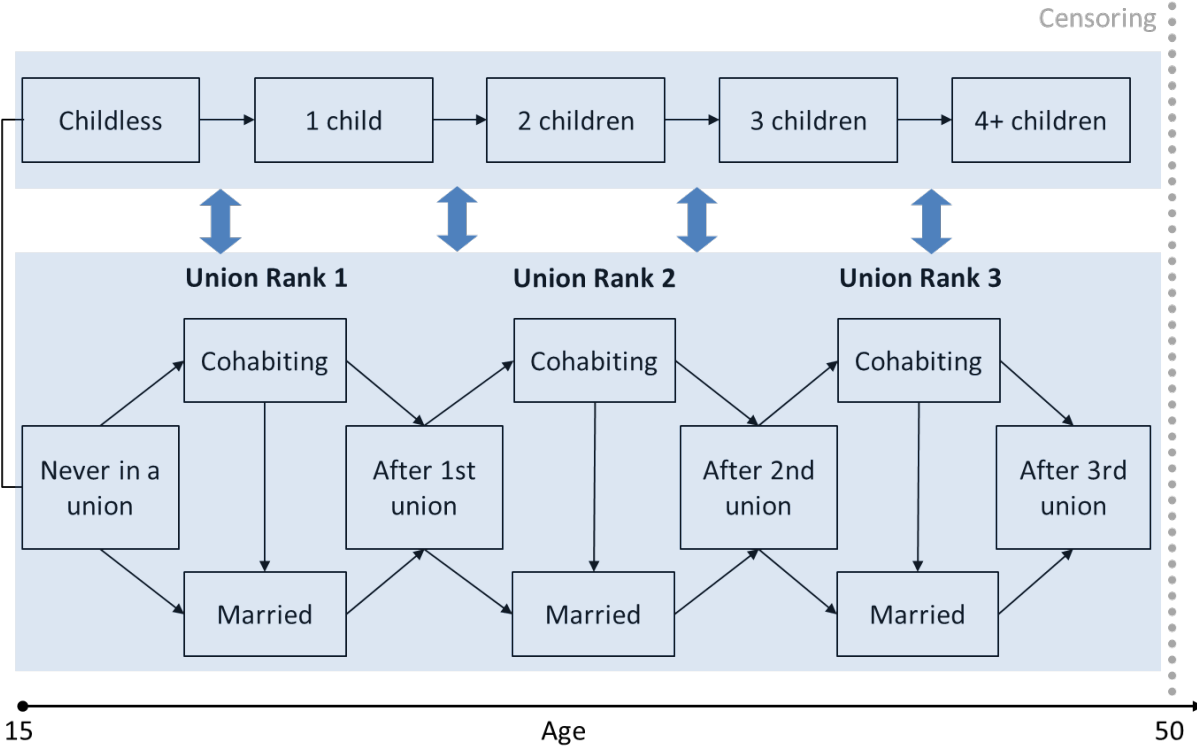 Censoring
Childless
1 child
2 children
3 children
4+ children
Union Rank 1
Union Rank 2
Union Rank 3
Cohabiting
Cohabiting
Cohabiting
Never in a
union
After 1st
union
After 2nd
union
After 3rd
union
Married
Married
Married
15
Age
50